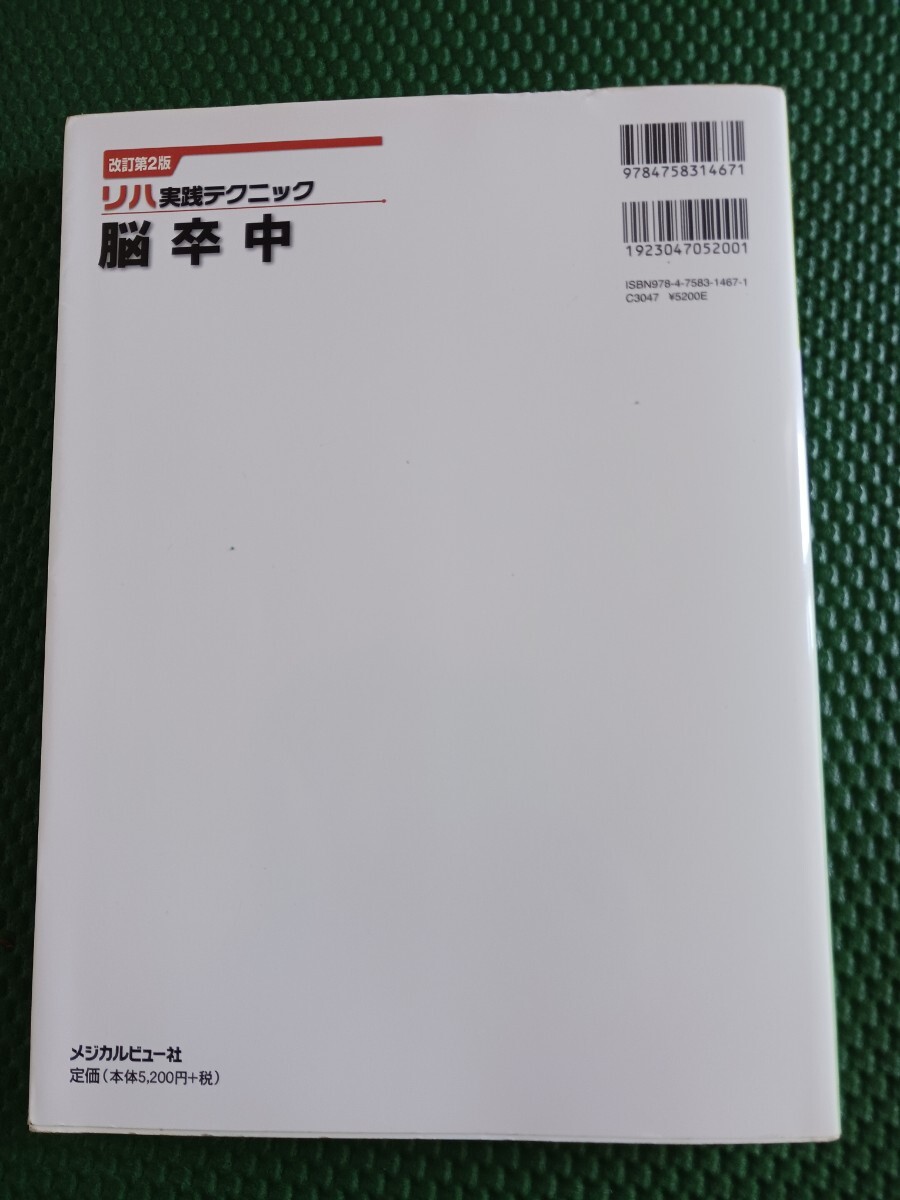 改訂第2版
リハ実践テクニック
脳卒中
9784758314671
1923047052001
ISBN978-4-7583-1467-1
C3047 ¥5200E
メジカルビュー社
定価(本体5,200円+税)